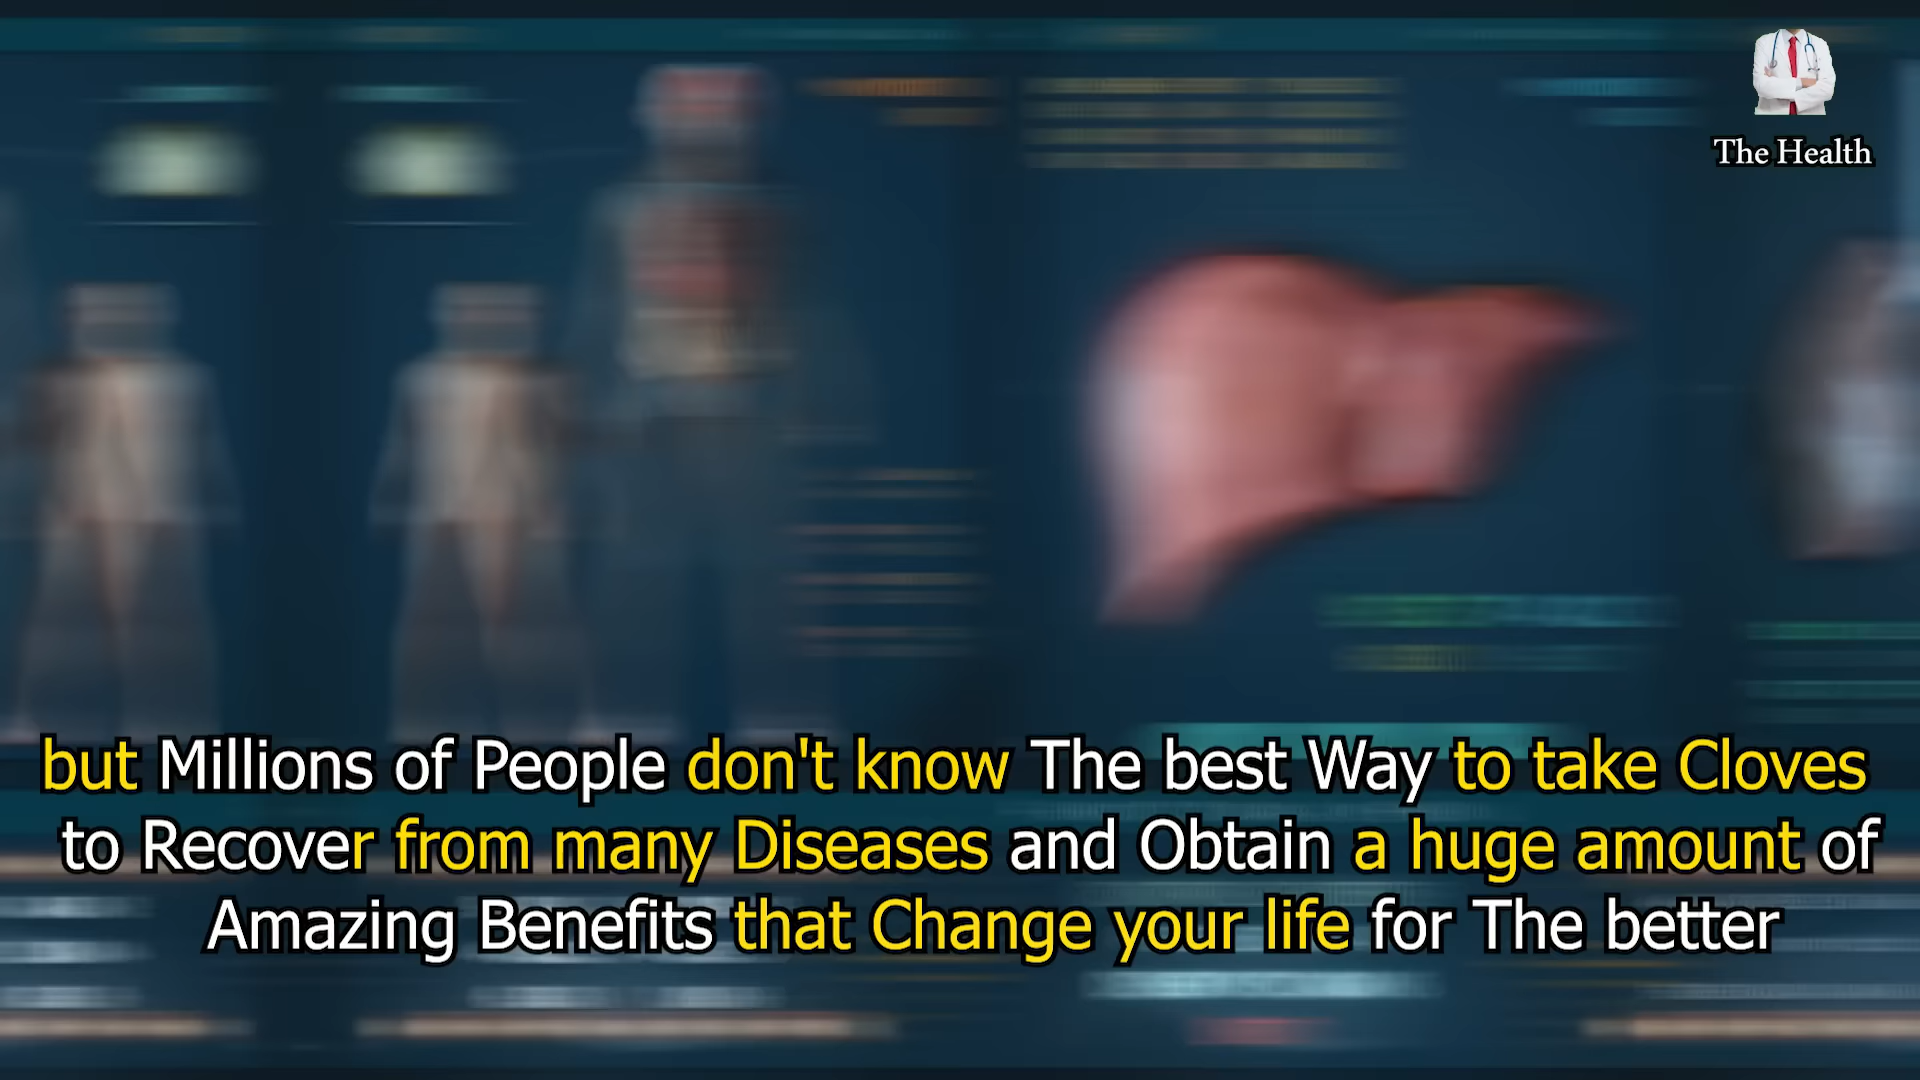 The Health
but Millions of People don't know The best Way to take Cloves
to Recover from many Diseases and Obtain a huge amount of
Amazing Benefits that Change your life for The better